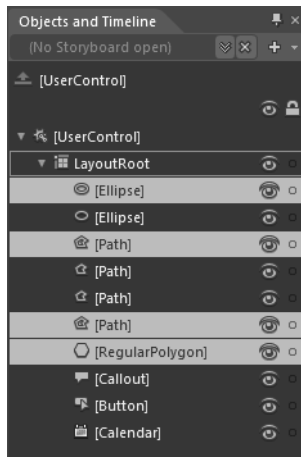 Objects and Timeline
(No Storyboard open)
[UserControl]
[UserControl]
LayoutRoot
[Ellipse]
[Ellipse]
[Path]
[Path]
[Path]
[Path]
[RegularPolygon]
[Callout]
[Button]
[Calendar]